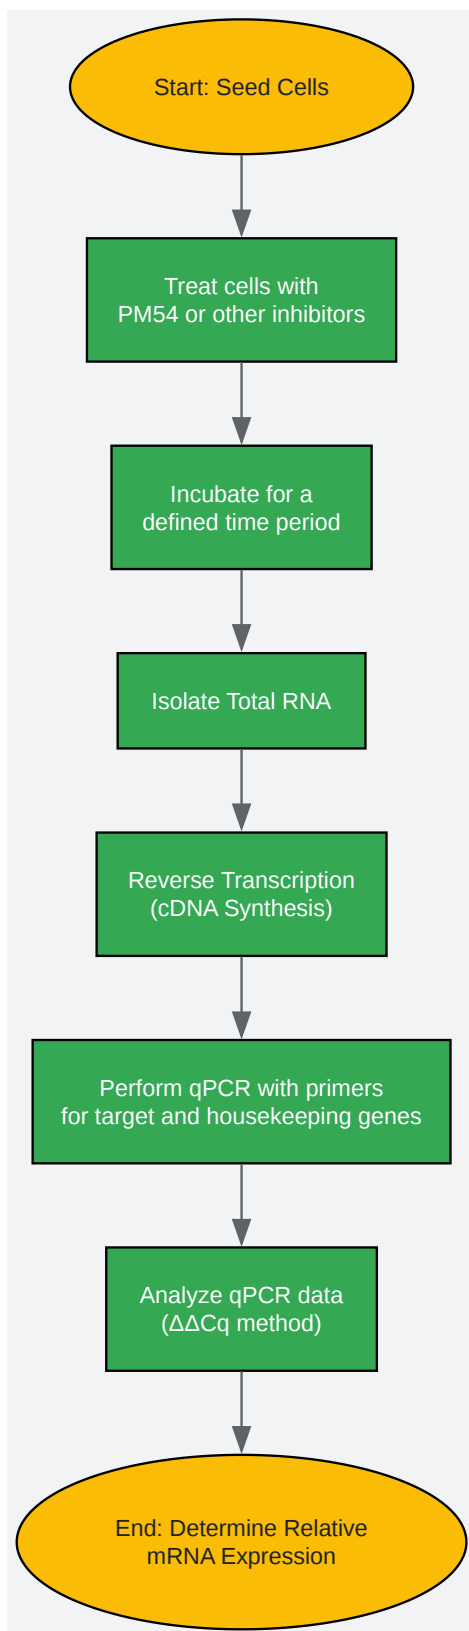 Start: Seed Cells
Treat cells with
PM54 or other inhibitors
Incubate for a
defined time period
Isolate Total RNA
Reverse Transcription
(cDNA Synthesis)
Perform qPCR with primers
for target and housekeeping genes
Analyze qPCR data
(ΔΔCq method)
End: Determine Relative
mRNA Expression